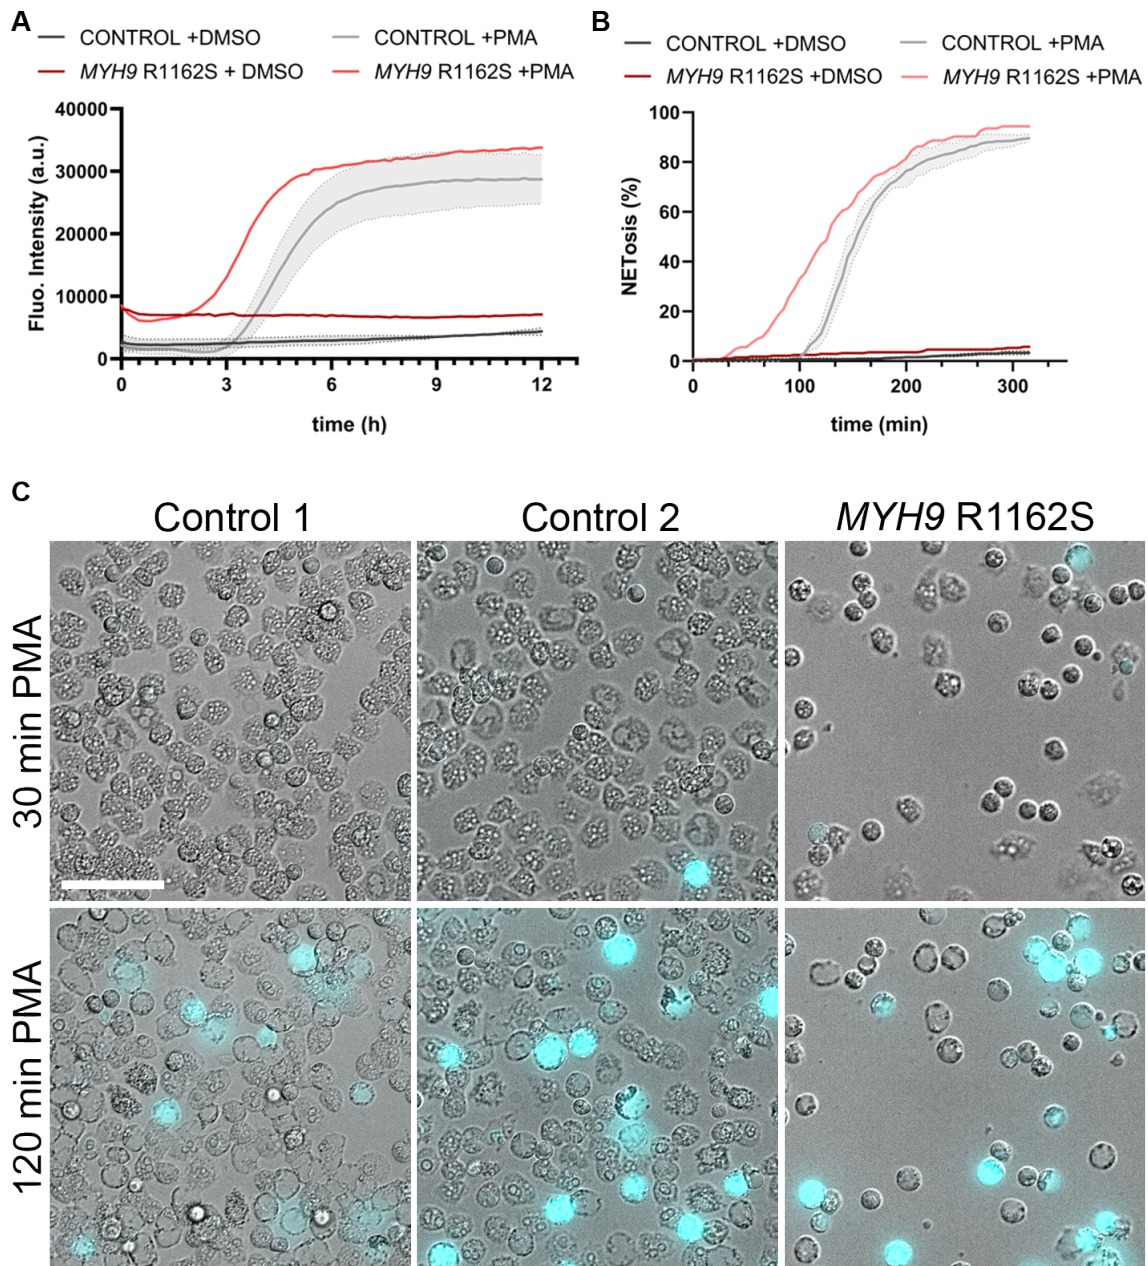 A
CONTROL +DMSO
CONTROL +PMA
MYH9 R1162S + DMSO
MYH9 R1162S +PMA
40000
30000
20000
10000
0
Fluo. Intensity (a.u.)
0 3 6 9 12
time (h)
B
CONTROL +DMSO
CONTROL +PMA
MYH9 R1162S +DMSO
MYH9 R1162S +PMA
100
80
60
40
20
0
NETosis (%)
0 100 200 300
time (min)
C
Control 1
Control 2
MYH9 R1162S
30 min PMA
120 min PMA